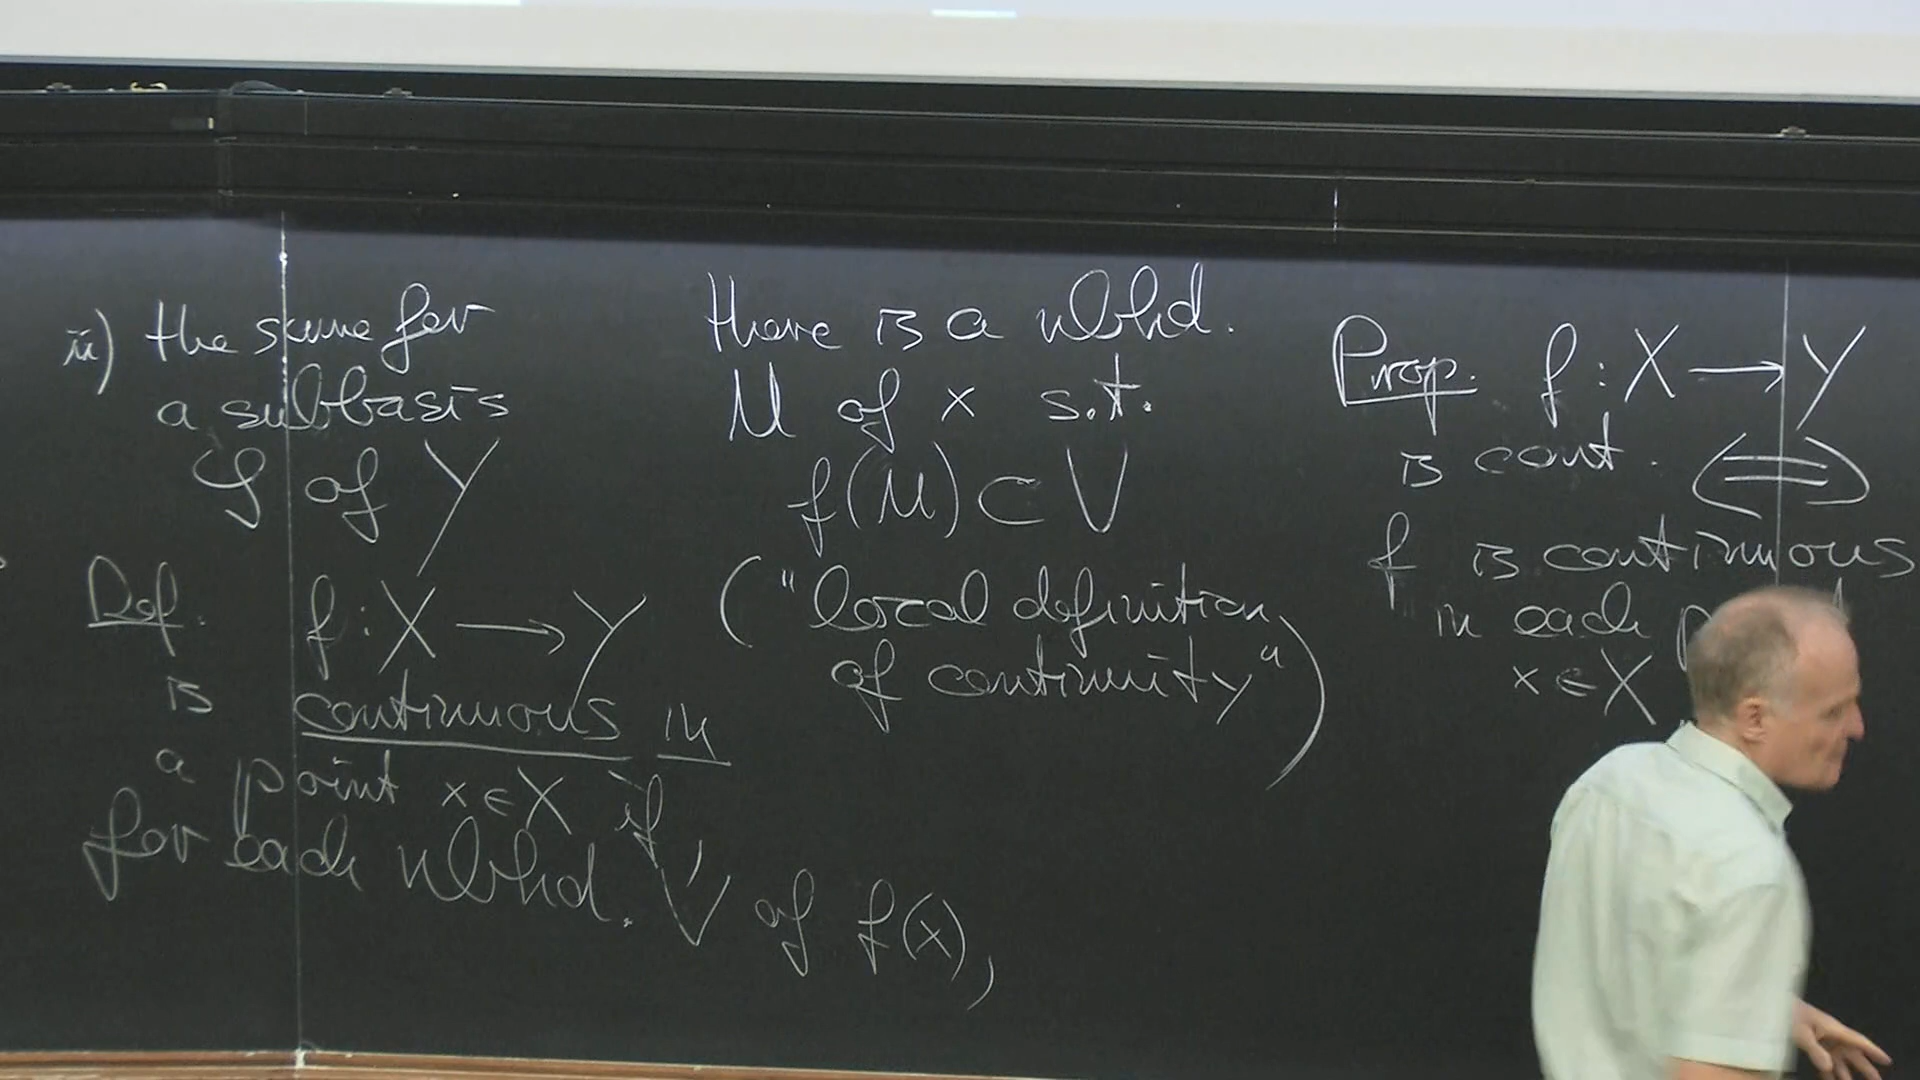 ii) the same for
a subbasis
𝒮 of Y
Def. f : X → Y
is continuous in
a point x ∈ X if
for each nbhd. V of f(x),
there is a nbhd.
U of x s.t.
f(U) ⊂ V
("local definition
of continuity")
Prop. f : X → Y
is cont. ⟺
f is continuous
in each
x ∈ X